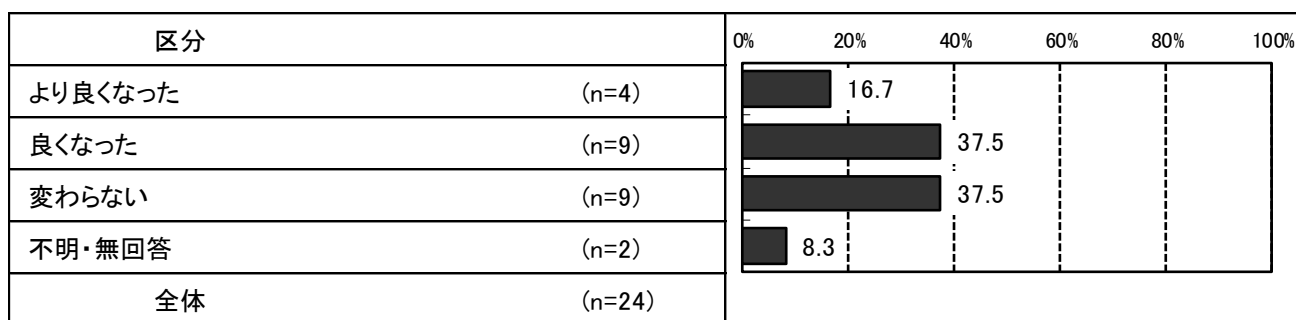 区分 0% 20% 40% 60% 80% 100%
より良くなった (n=4) 16.7
良くなった (n=9) 37.5
変わらない (n=9) 37.5
不明・無回答 (n=2) 8.3
全体 (n=24)